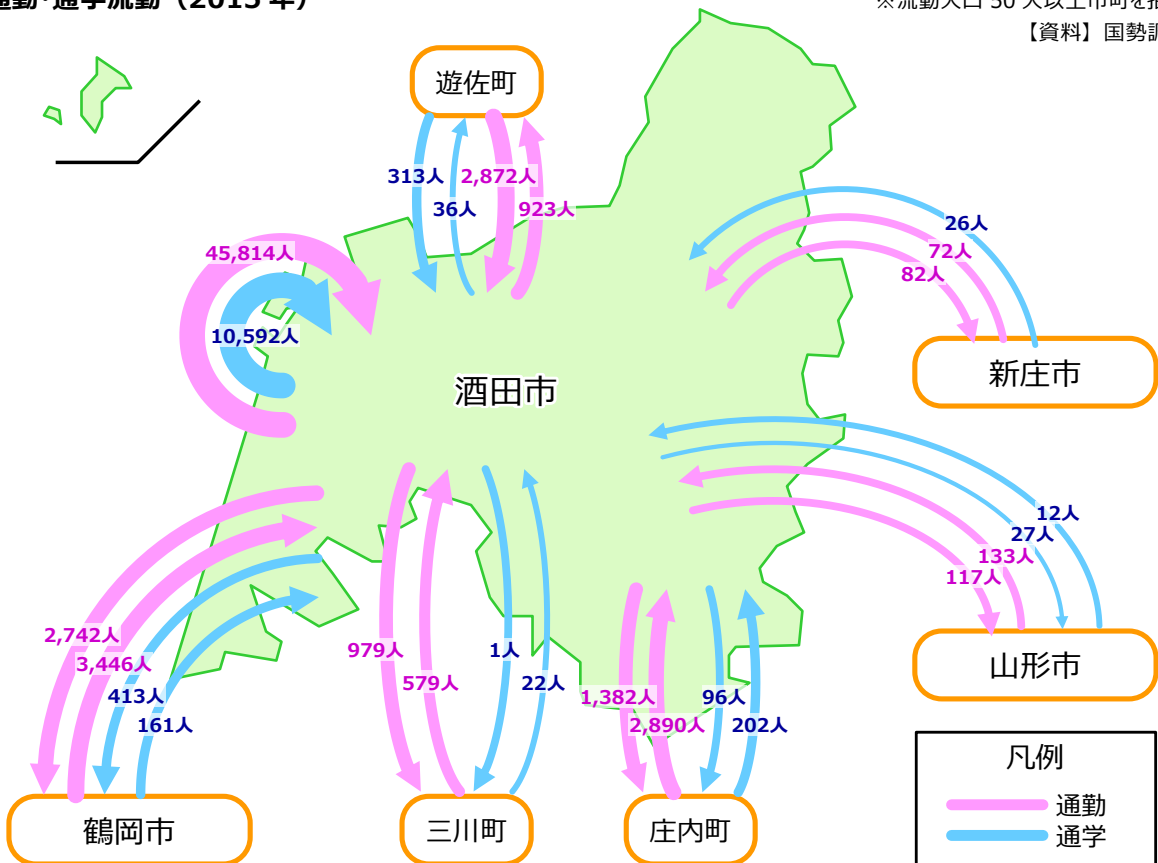 通勤・通学流動（2015 年）
※流動人口 50 人以上市町を
【資料】国勢
遊佐町
313人
2,872人
36人
923人
45,814人
26人
72人
82人
10,592人
新庄市
酒田市
12人
27人
133人
117人
2,742人
3,446人
979人
1人
山形市
579人
22人
413人
1,382人
96人
161人
2,890人
202人
凡例
通勤
通学
鶴岡市
三川町
庄内町